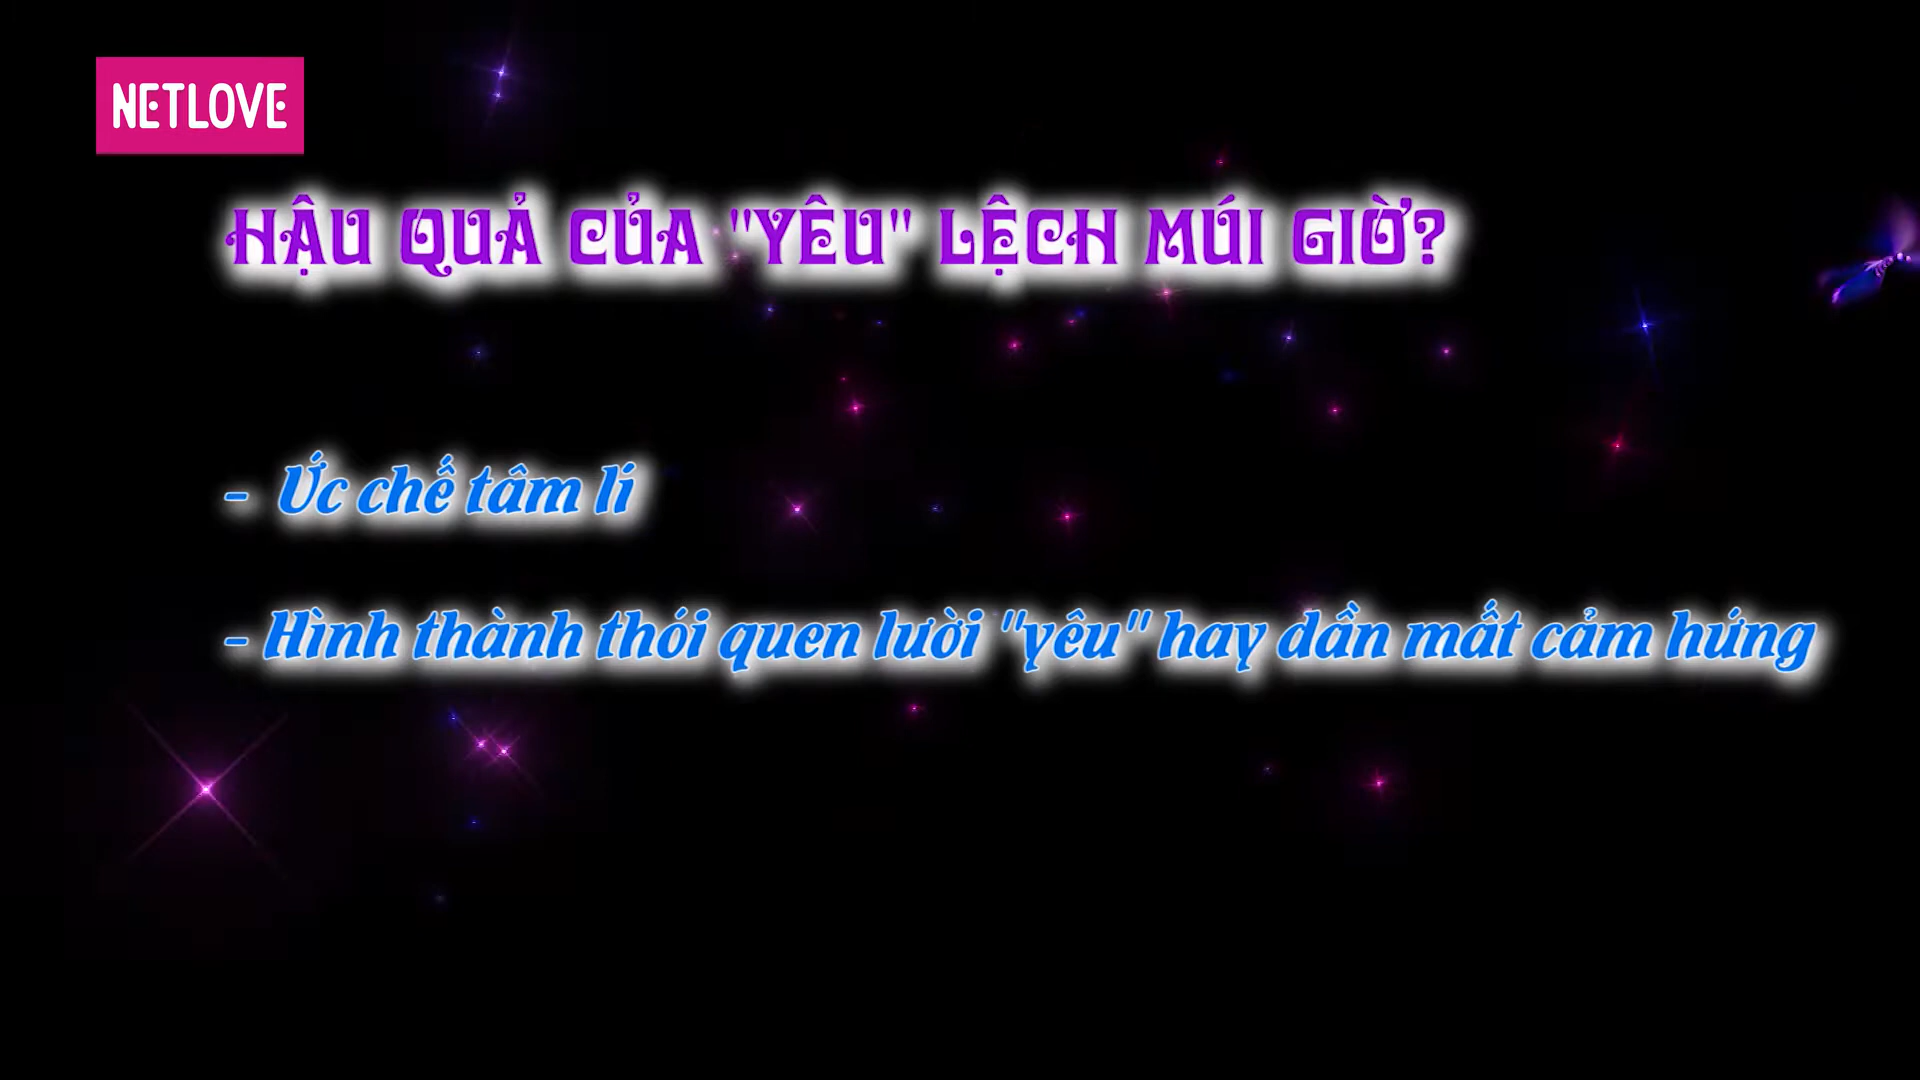 NETLOVE
HẬU QUẢ CỦA "YÊU" LỆCH MÚI GIỜ?
- Ức chế tâm lí
- Hình thành thói quen lười "yêu" hay dần mất cảm hứng